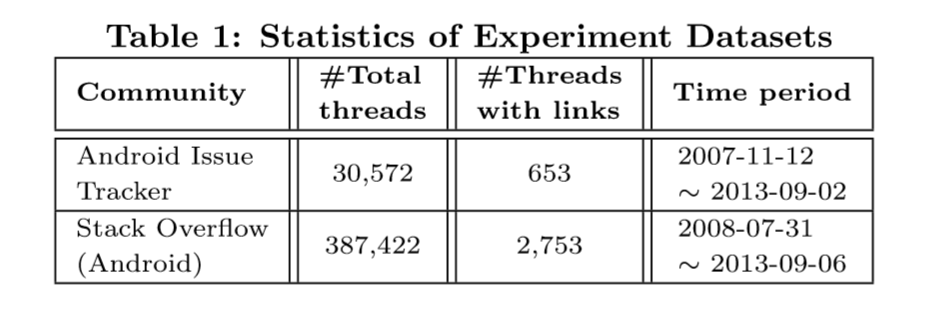 Table 1: Statistics of Experiment Datasets
Community
#Total
threads
#Threads
with links
Time period
Android Issue
Tracker
30,572
653
2007-11-12
~ 2013-09-02
Stack Overflow
(Android)
387,422
2,753
2008-07-31
~ 2013-09-06